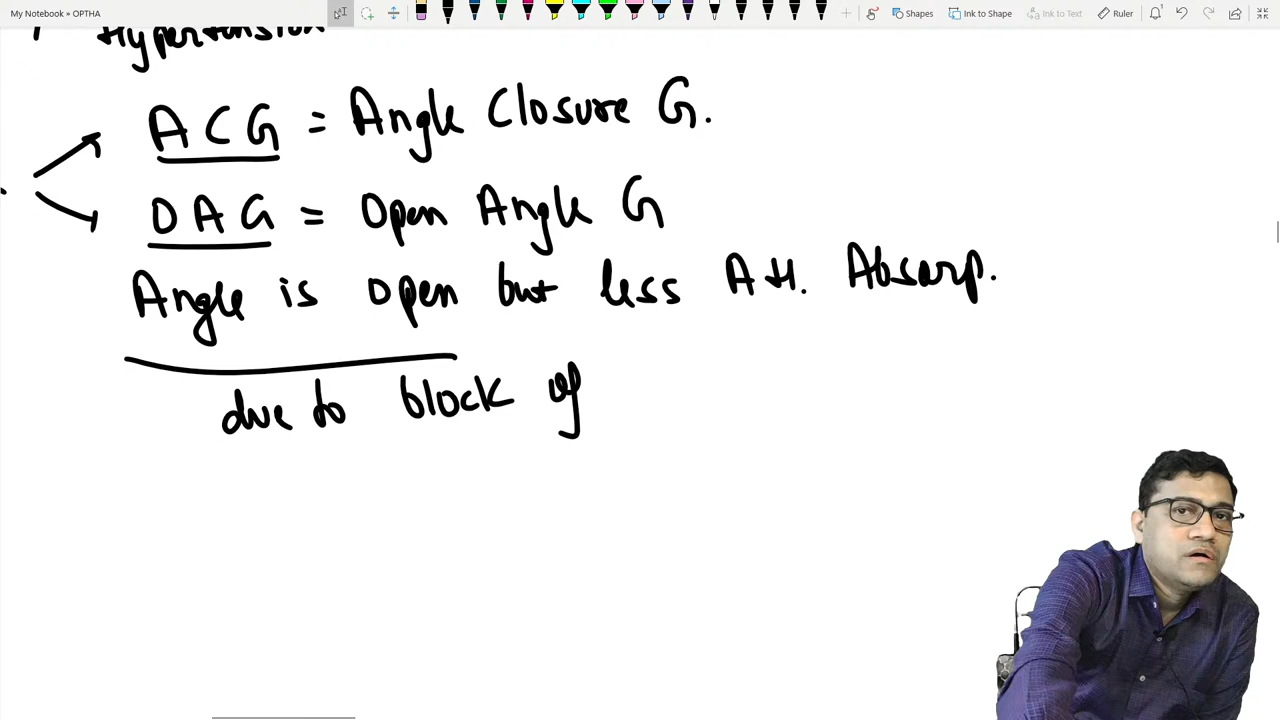 My Notebook » OPTHA
Shapes
Ink to Shape
Ink to Text
Ruler
Hypertension
ACG = Angle Closure G.
OAG = Open Angle G
Angle is open but less A H. Absorp.
due to block of